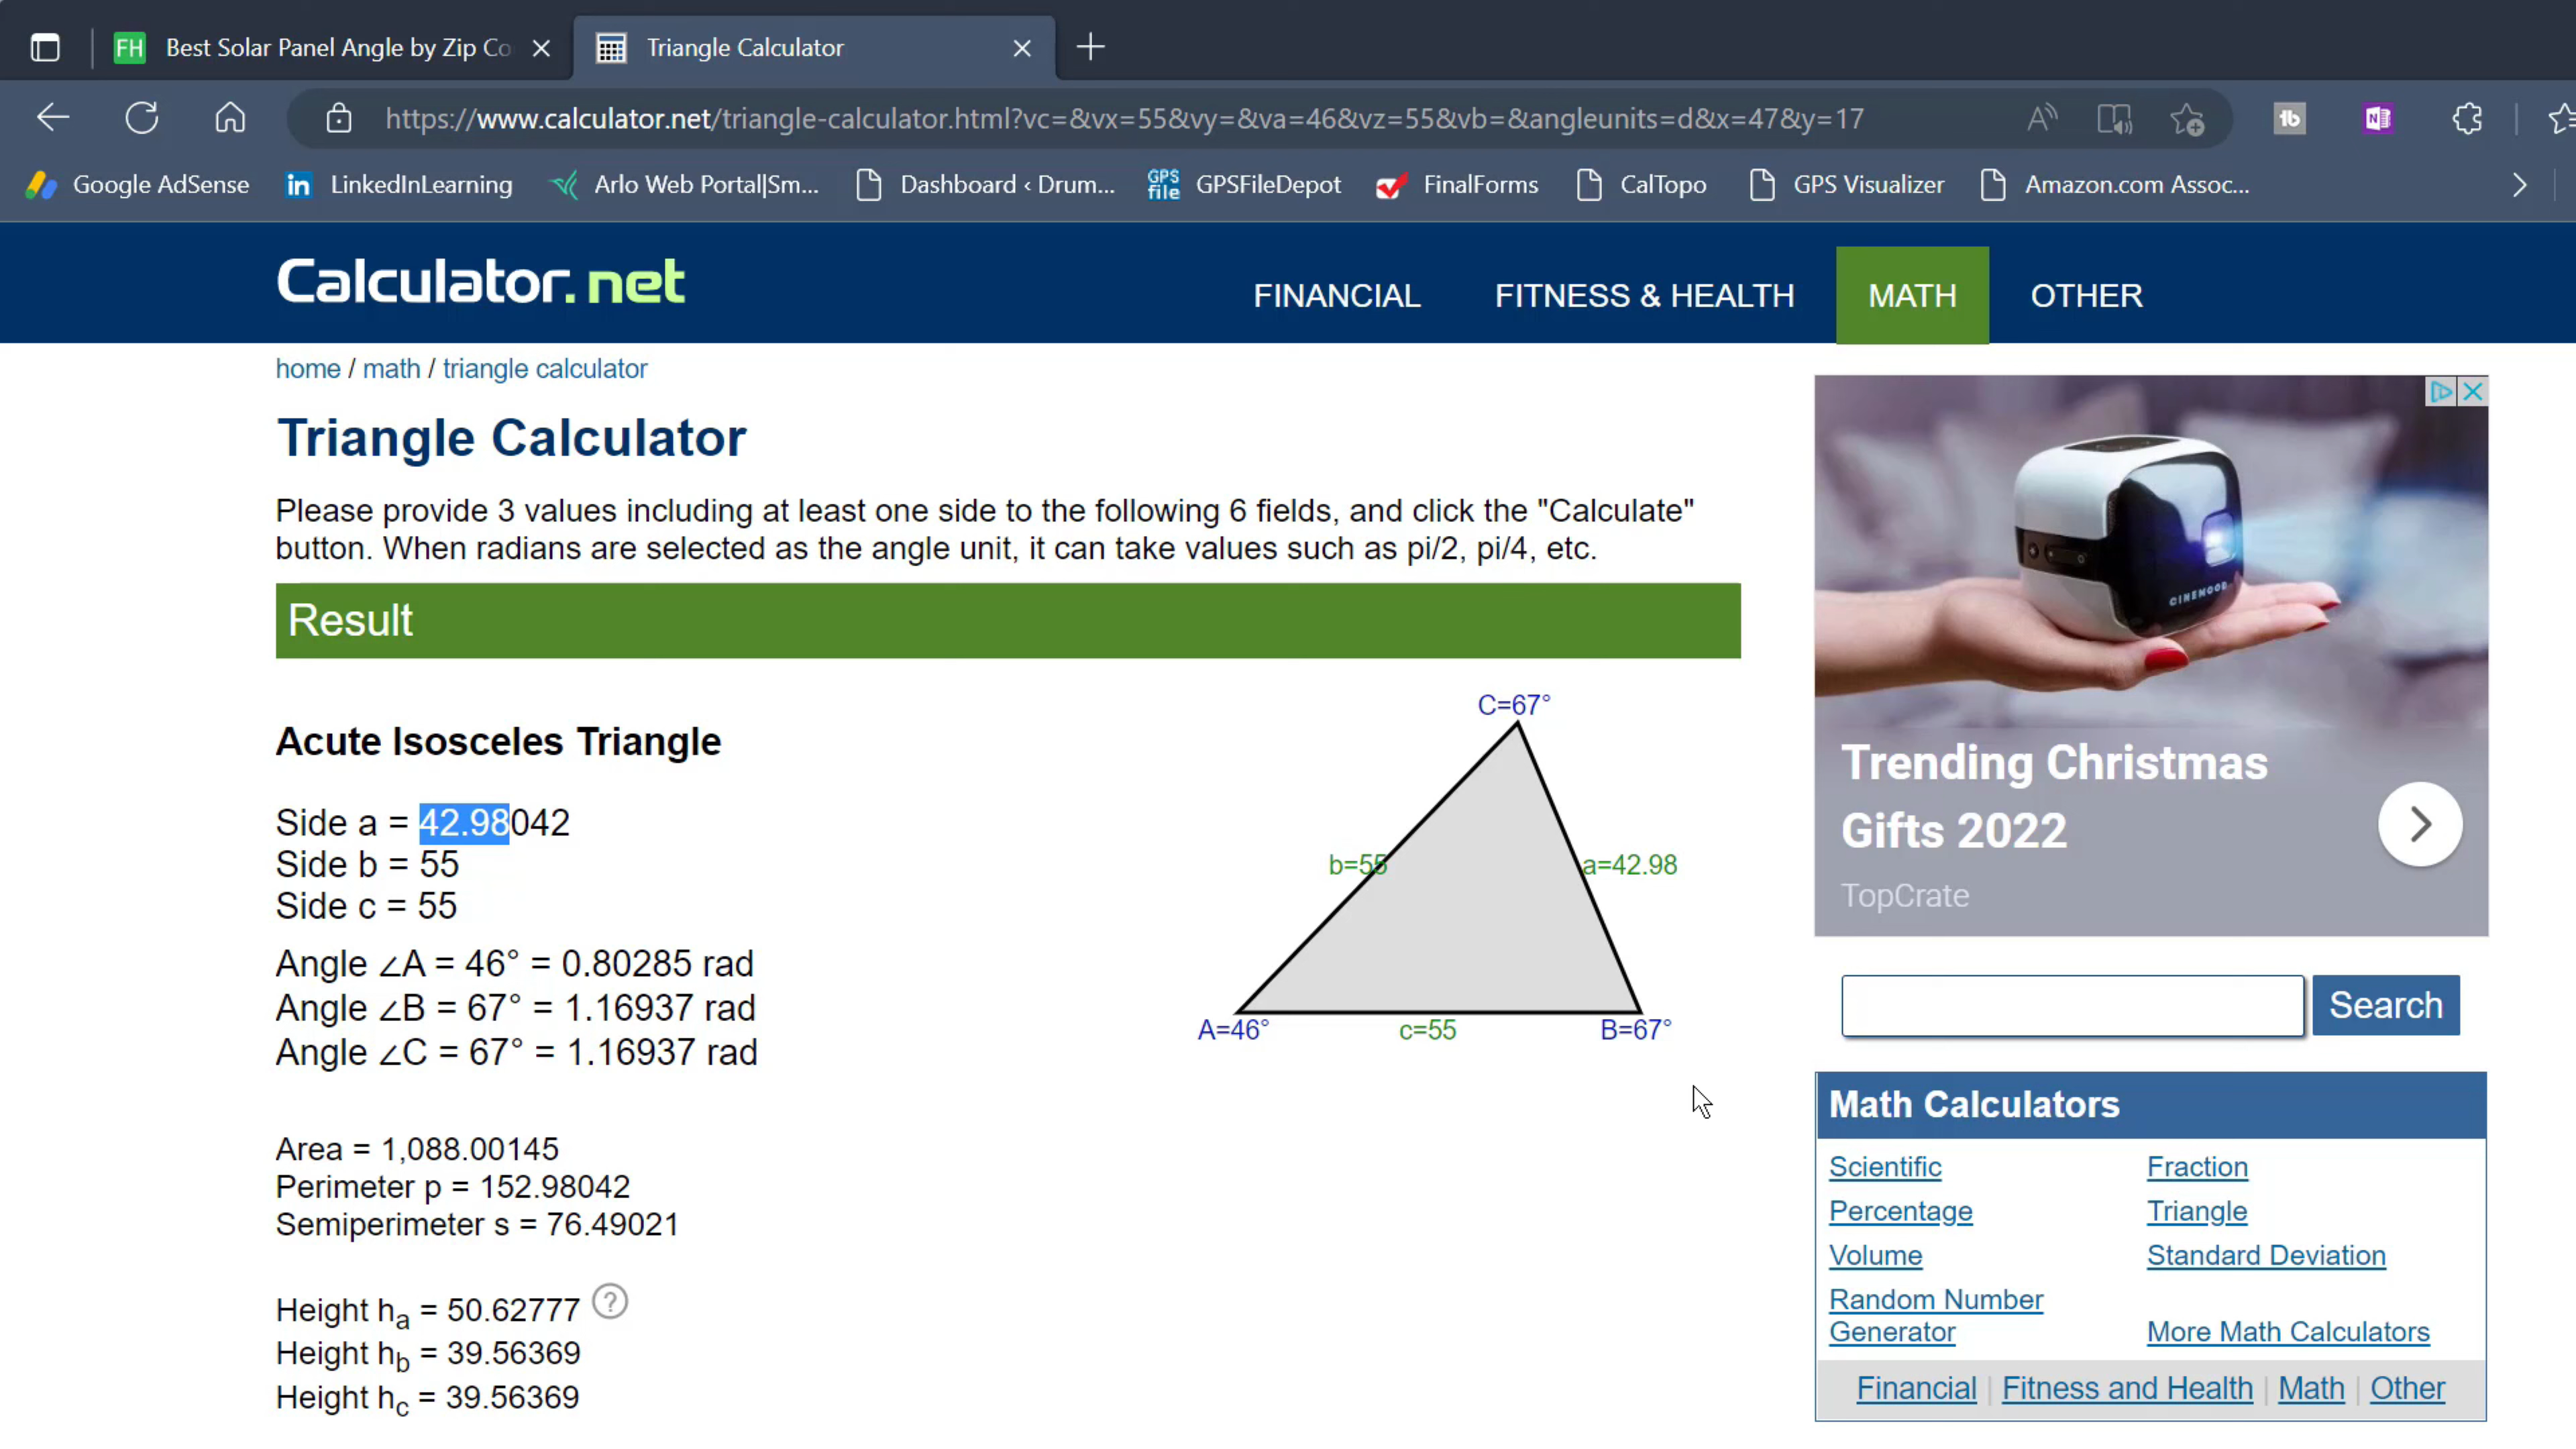 FH Best Solar Panel Angle by Zip Co
Triangle Calculator
https://www.calculator.net/triangle-calculator.html?vc=&vx=55&vy=&va=46&vz=55&vb=&angleunits=d&x=47&y=17
Google AdSense
in LinkedInLearning
Arlo Web Portal|Sm...
Dashboard ‹ Drum...
GPS file GPSFileDepot
FinalForms
CalTopo
GPS Visualizer
Amazon.com Assoc...
Calculator.net
FINANCIAL FITNESS & HEALTH MATH OTHER
home / math / triangle calculator
Triangle Calculator
Please provide 3 values including at least one side to the following 6 fields, and click the "Calculate"
button. When radians are selected as the angle unit, it can take values such as pi/2, pi/4, etc.
Result
Acute Isosceles Triangle
Side a = 42.98042
Side b = 55
Side c = 55
Angle ∠A = 46° = 0.80285 rad
Angle ∠B = 67° = 1.16937 rad
Angle ∠C = 67° = 1.16937 rad
Area = 1,088.00145
Perimeter p = 152.98042
Semiperimeter s = 76.49021
Height ha = 50.62777 ?
Height hb = 39.56369
Height hc = 39.56369
C=67°
b=55
a=42.98
A=46°
c=55
B=67°
CINEMOOD
Trending Christmas
Gifts 2022
TopCrate
Search
Math Calculators
Scientific Fraction
Percentage Triangle
Volume Standard Deviation
Random Number
Generator More Math Calculators
Financial | Fitness and Health | Math | Other